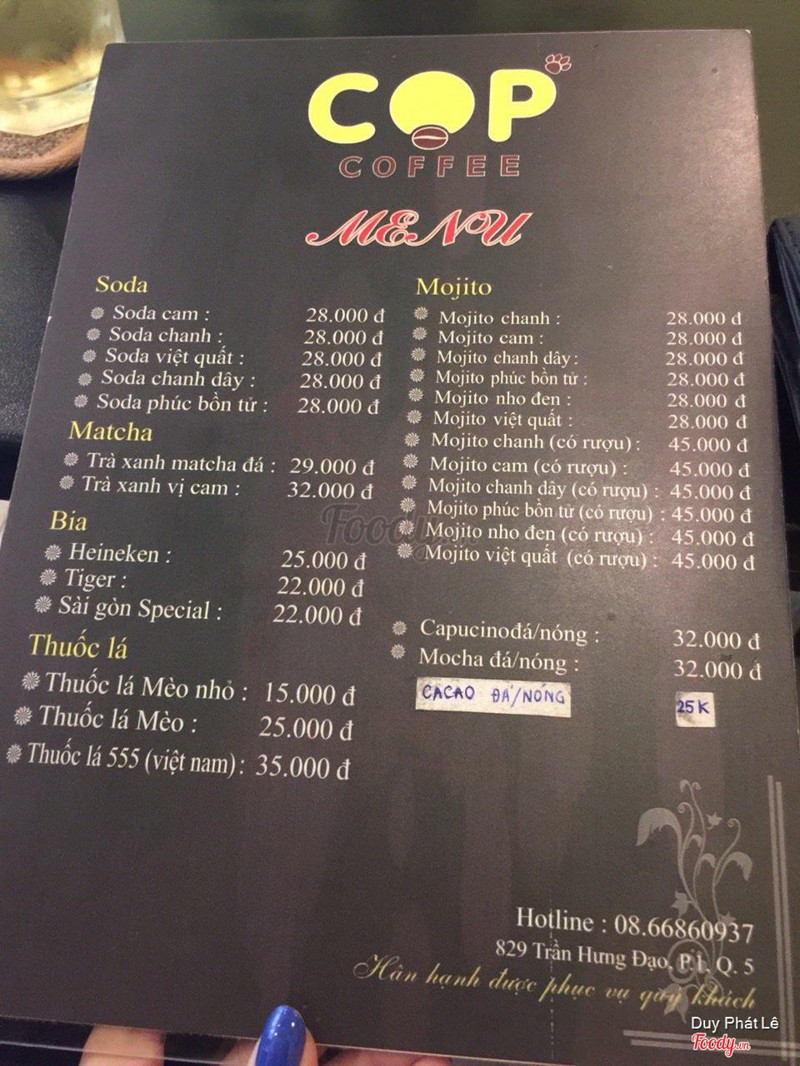 COP
COFFEE
MENU
Soda
Soda cam : 28.000 đ
Soda chanh : 28.000 đ
Soda việt quất : 28.000 đ
Soda chanh dây : 28.000 đ
Soda phúc bồn tử : 28.000 đ
Matcha
Trà xanh matcha đá : 29.000 đ
Trà xanh vị cam : 32.000 đ
Bia
Heineken : 25.000 đ
Tiger : 22.000 đ
Sài gòn Special : 22.000 đ
Thuốc lá
Thuốc lá Mèo nhỏ : 15.000 đ
Thuốc lá Mèo : 25.000 đ
Thuốc lá 555 (việt nam) : 35.000 đ
Mojito
Mojito chanh : 28.000 đ
Mojito cam : 28.000 đ
Mojito chanh dây : 28.000 đ
Mojito phúc bồn tử : 28.000 đ
Mojito nho đen : 28.000 đ
Mojito việt quất : 28.000 đ
Mojito chanh (có rượu) : 45.000 đ
Mojito cam (có rượu) : 45.000 đ
Mojito chanh dây (có rượu) : 45.000 đ
Mojito phúc bồn tử (có rượu) : 45.000 đ
Mojito nho đen (có rượu) : 45.000 đ
Mojito việt quất (có rượu) : 45.000 đ
Capucino đá/nóng : 32.000 đ
Mocha đá/nóng : 32.000 đ
CACAO ĐÁ/NÓNG 25K
Hotline : 08.66860937
829 Trần Hưng Đạo, P.1, Q. 5
Hân hạnh được phục vụ quý khách
Foody.vn
Duy Phát Lê
Foody.vn